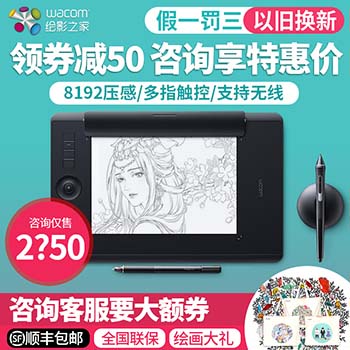 wacom
绘影之家
假一罚三 以旧换新
领券减50 咨询享特惠价
8192压感/多指触控/支持无线
wacom
咨询仅售
2?50
咨询客服要大额券
SF 顺丰包邮 全国联保 绘画大礼